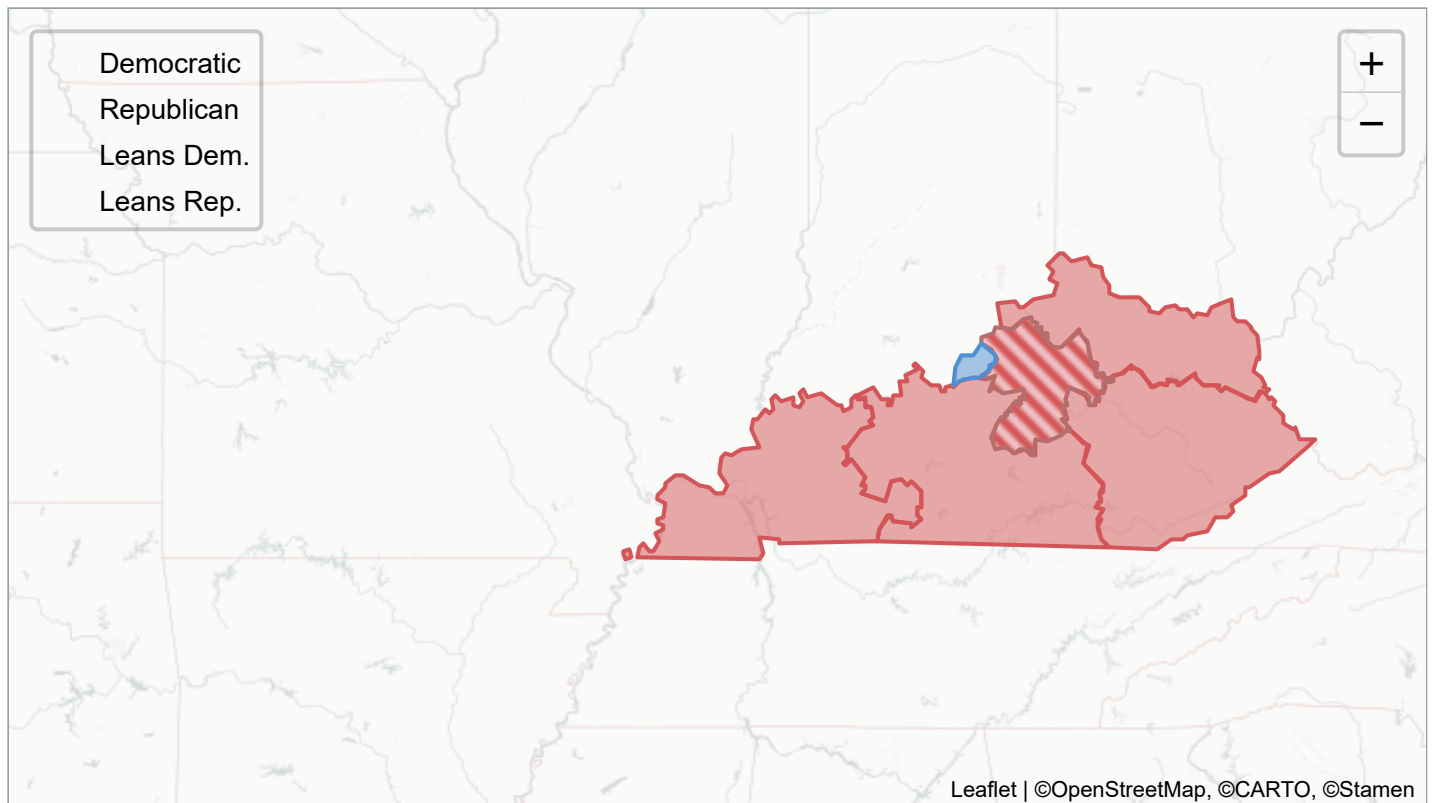 Democratic
Republican
Leans Dem.
Leans Rep.
+
−
Leaflet | ©OpenStreetMap, ©CARTO, ©Stamen